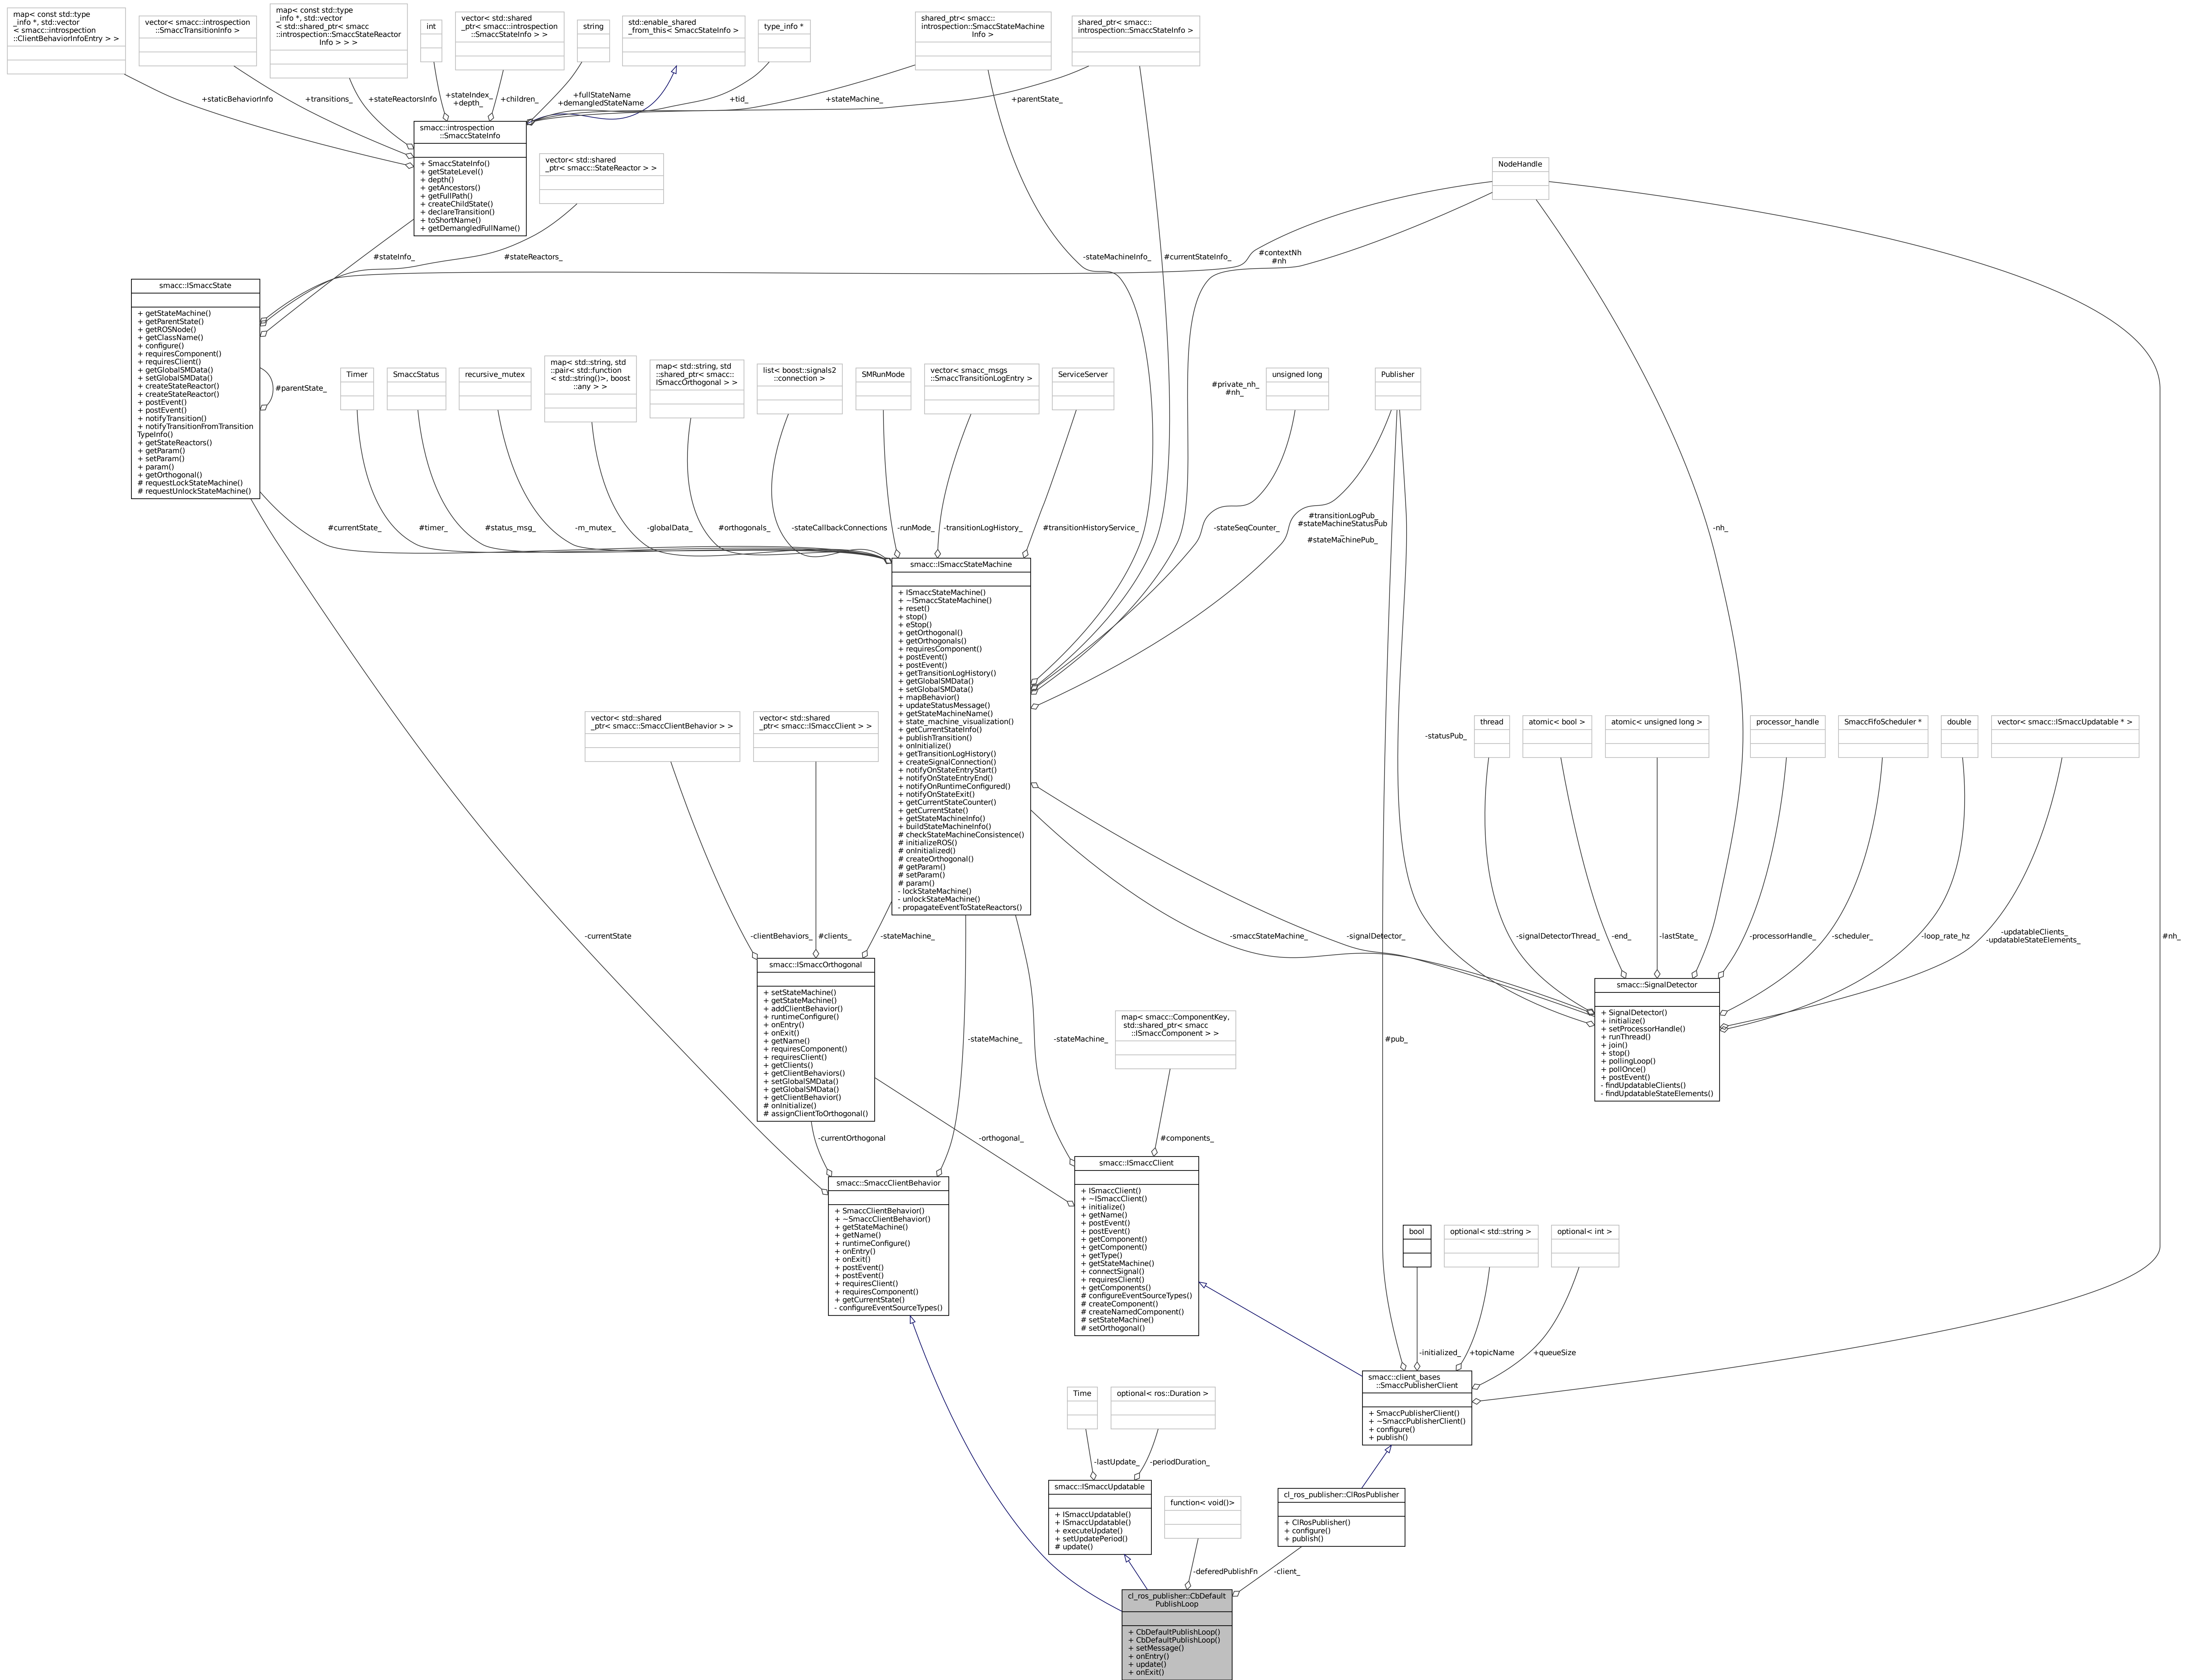 map< const std::type
_info *, std::vector
< smacc::introspection
::ClientBehaviorInfoEntry > >
vector< smacc::introspection
::SmaccTransitionInfo >
map< const std::type
_info *, std::vector
< std::shared_ptr< smacc
::introspection::SmaccStateReactor
Info > > >
int
vector< std::shared
_ptr< smacc::introspection
::SmaccStateInfo > >
string
std::enable_shared
_from_this< SmaccStateInfo >
type_info *
shared_ptr< smacc::
introspection::SmaccStateMachine
Info >
shared_ptr< smacc::
introspection::SmaccStateInfo >
+staticBehaviorInfo
+transitions_
+stateReactorsInfo
+stateIndex_
+depth_
+children_
+fullStateName
+demangledStateName
+tid_
+stateMachine_
+parentState_
smacc::introspection
::SmaccStateInfo
+ SmaccStateInfo()
+ getStateLevel()
+ depth()
+ getAncestors()
+ getFullPath()
+ createChildState()
+ declareTransition()
+ toShortName()
+ getDemangledFullName()
vector< std::shared
_ptr< smacc::StateReactor > >
NodeHandle
#stateInfo_
#stateReactors_
-stateMachineInfo_
#currentStateInfo_
#contextNh
#nh
smacc::ISmaccState
+ getStateMachine()
+ getParentState()
+ getROSNode()
+ getClassName()
+ configure()
+ requiresComponent()
+ requiresClient()
+ getGlobalSMData()
+ setGlobalSMData()
+ createStateReactor()
+ createStateReactor()
+ postEvent()
+ postEvent()
+ notifyTransition()
+ notifyTransitionFromTransition
TypeInfo()
+ getStateReactors()
+ getParam()
+ setParam()
+ param()
+ getOrthogonal()
# requestLockStateMachine()
# requestUnlockStateMachine()
#parentState_
Timer
SmaccStatus
recursive_mutex
map< std::string, std
::pair< std::function
< std::string()>, boost
::any > >
map< std::string, std
::shared_ptr< smacc::
ISmaccOrthogonal > >
list< boost::signals2
::connection >
SMRunMode
vector< smacc_msgs
::SmaccTransitionLogEntry >
ServiceServer
#private_nh_
#nh_
unsigned long
Publisher
#currentState_
#timer_
#status_msg_
-m_mutex_
-globalData_
#orthogonals_
-stateCallbackConnections
-runMode_
-transitionLogHistory_
#transitionHistoryService_
-stateSeqCounter_
#transitionLogPub_
#stateMachineStatusPub
_
#stateMachinePub_
-nh_
smacc::ISmaccStateMachine
+ ISmaccStateMachine()
+ ~ISmaccStateMachine()
+ reset()
+ stop()
+ eStop()
+ getOrthogonal()
+ getOrthogonals()
+ requiresComponent()
+ postEvent()
+ postEvent()
+ getTransitionLogHistory()
+ getGlobalSMData()
+ setGlobalSMData()
+ mapBehavior()
+ updateStatusMessage()
+ getStateMachineName()
+ state_machine_visualization()
+ getCurrentStateInfo()
+ publishTransition()
+ onInitialize()
+ getTransitionLogHistory()
+ createSignalConnection()
+ notifyOnStateEntryStart()
+ notifyOnStateEntryEnd()
+ notifyOnRuntimeConfigured()
+ notifyOnStateExit()
+ getCurrentStateCounter()
+ getCurrentState()
+ getStateMachineInfo()
+ buildStateMachineInfo()
# checkStateMachineConsistence()
# initializeROS()
# onInitialized()
# createOrthogonal()
# getParam()
# setParam()
# param()
- lockStateMachine()
- unlockStateMachine()
- propagateEventToStateReactors()
vector< std::shared
_ptr< smacc::SmaccClientBehavior > >
vector< std::shared
_ptr< smacc::ISmaccClient > >
-statusPub_
thread
atomic< bool >
atomic< unsigned long >
processor_handle
SmaccFifoScheduler *
double
vector< smacc::ISmaccUpdatable * >
-currentState
-clientBehaviors_
#clients_
-stateMachine_
-smaccStateMachine_
-signalDetector_
-signalDetectorThread_
-end_
-lastState_
-processorHandle_
-scheduler_
-loop_rate_hz
-updatableClients_
-updatableStateElements_
#nh_
smacc::ISmaccOrthogonal
+ setStateMachine()
+ getStateMachine()
+ addClientBehavior()
+ runtimeConfigure()
+ onEntry()
+ onExit()
+ getName()
+ requiresComponent()
+ requiresClient()
+ getClients()
+ getClientBehaviors()
+ setGlobalSMData()
+ getGlobalSMData()
+ getClientBehavior()
# onInitialize()
# assignClientToOrthogonal()
smacc::SignalDetector
+ SignalDetector()
+ initialize()
+ setProcessorHandle()
+ runThread()
+ join()
+ stop()
+ pollingLoop()
+ pollOnce()
+ postEvent()
- findUpdatableClients()
- findUpdatableStateElements()
-stateMachine_
-stateMachine_
map< smacc::ComponentKey,
std::shared_ptr< smacc
::ISmaccComponent > >
#pub_
-currentOrthogonal
-orthogonal_
#components_
smacc::SmaccClientBehavior
+ SmaccClientBehavior()
+ ~SmaccClientBehavior()
+ getStateMachine()
+ getName()
+ runtimeConfigure()
+ onEntry()
+ onExit()
+ postEvent()
+ postEvent()
+ requiresClient()
+ requiresComponent()
+ getCurrentState()
- configureEventSourceTypes()
smacc::ISmaccClient
+ ISmaccClient()
+ ~ISmaccClient()
+ initialize()
+ getName()
+ postEvent()
+ postEvent()
+ getComponent()
+ getComponent()
+ getType()
+ getStateMachine()
+ connectSignal()
+ requiresClient()
+ getComponents()
# configureEventSourceTypes()
# createComponent()
# createNamedComponent()
# setStateMachine()
# setOrthogonal()
bool
optional< std::string >
optional< int >
-initialized_
+topicName
+queueSize
smacc::client_bases
::SmaccPublisherClient
+ SmaccPublisherClient()
+ ~SmaccPublisherClient()
+ configure()
+ publish()
Time
optional< ros::Duration >
-lastUpdate_
-periodDuration_
smacc::ISmaccUpdatable
+ ISmaccUpdatable()
+ ISmaccUpdatable()
+ executeUpdate()
+ setUpdatePeriod()
# update()
function< void()>
cl_ros_publisher::ClRosPublisher
+ ClRosPublisher()
+ configure()
+ publish()
-deferedPublishFn
-client_
cl_ros_publisher::CbDefault
PublishLoop
+ CbDefaultPublishLoop()
+ CbDefaultPublishLoop()
+ setMessage()
+ onEntry()
+ update()
+ onExit()